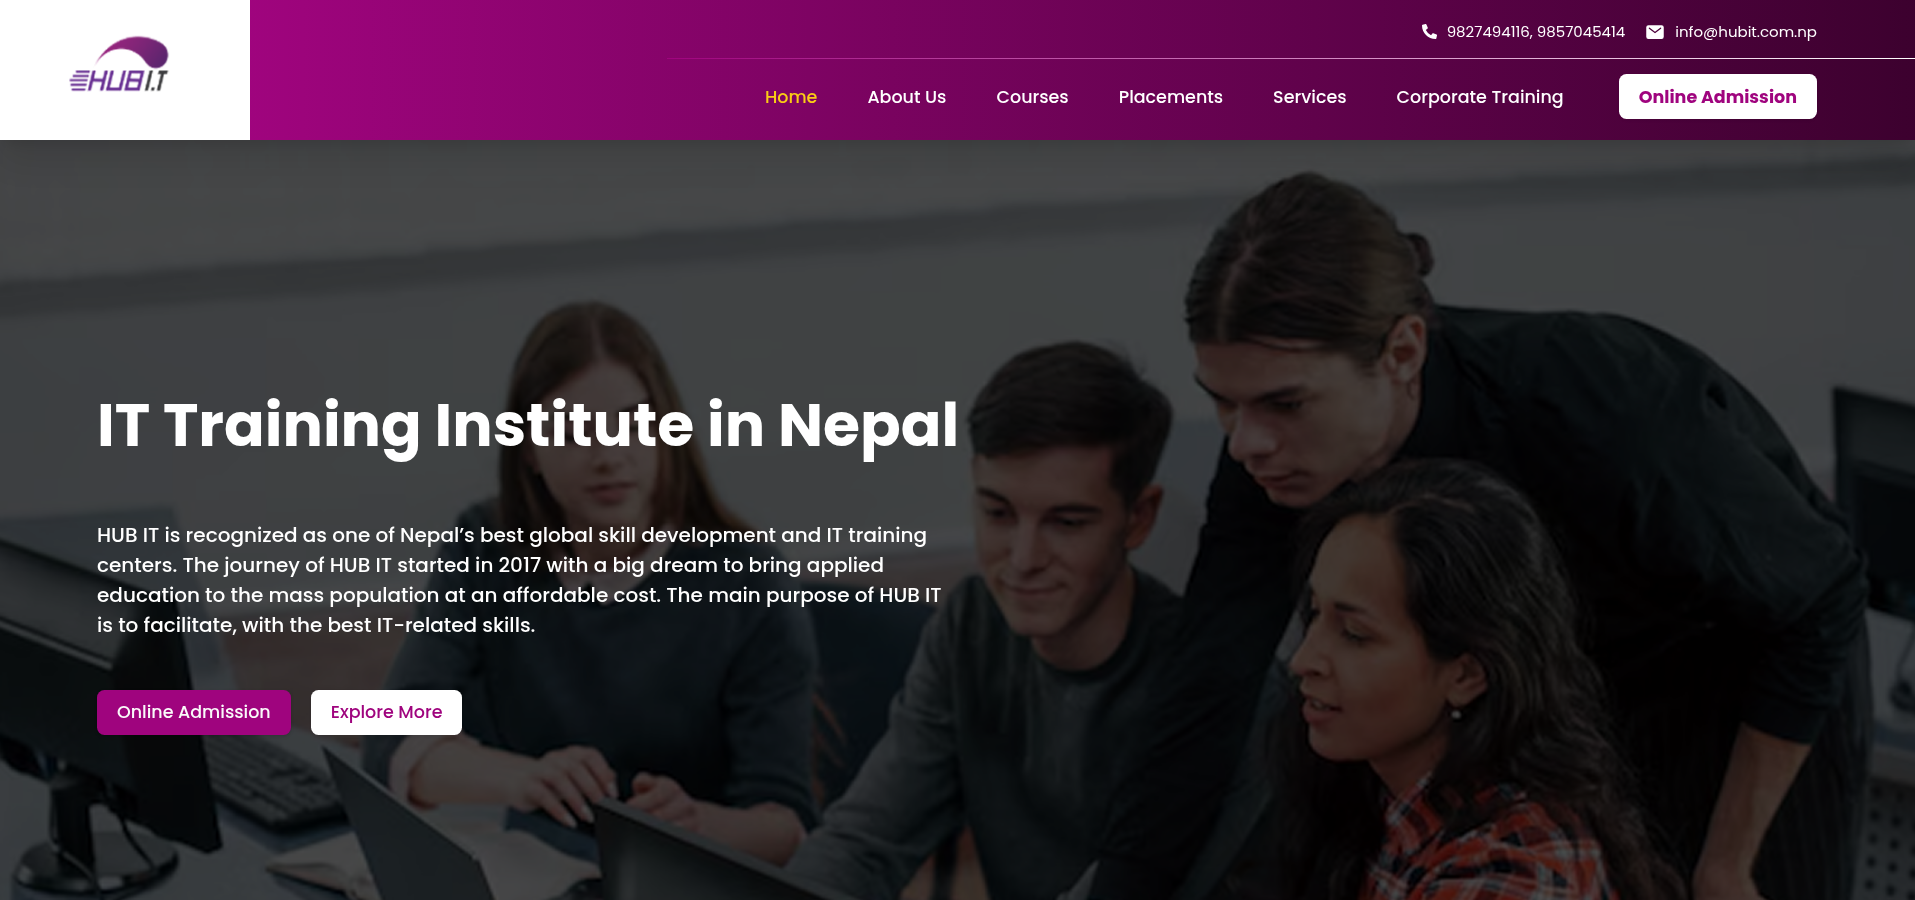 HUB I.T
9827494116, 9857045414 info@hubit.com.np
Home About Us Courses Placements Services Corporate Training Online Admission
IT Training Institute in Nepal
HUB IT is recognized as one of Nepal’s best global skill development and IT training
centers. The journey of HUB IT started in 2017 with a big dream to bring applied
education to the mass population at an affordable cost. The main purpose of HUB IT
is to facilitate, with the best IT-related skills.
Online Admission Explore More